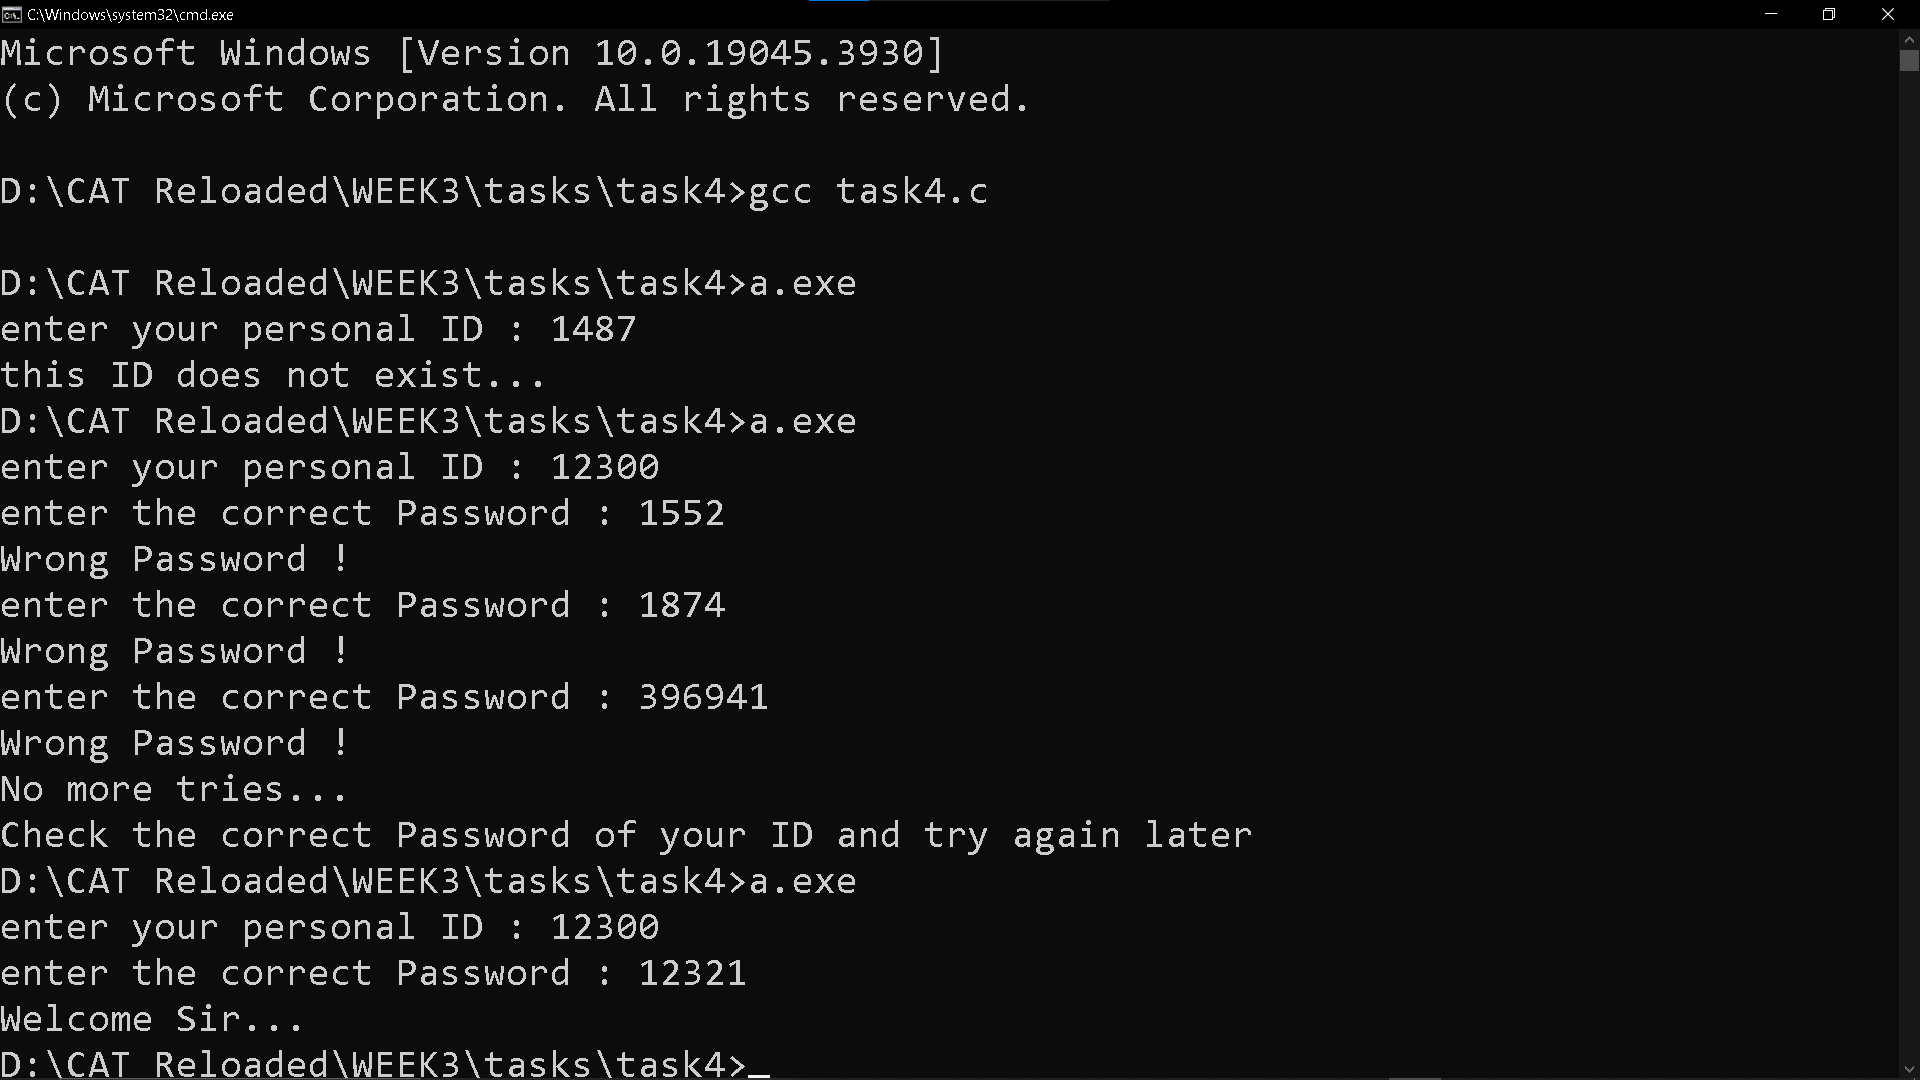 C:\Windows\system32\cmd.exe
Microsoft Windows [Version 10.0.19045.3930]
(c) Microsoft Corporation. All rights reserved.
D:\CAT Reloaded\WEEK3\tasks\task4>gcc task4.c
D:\CAT Reloaded\WEEK3\tasks\task4>a.exe
enter your personal ID : 1487
this ID does not exist...
D:\CAT Reloaded\WEEK3\tasks\task4>a.exe
enter your personal ID : 12300
enter the correct Password : 1552
Wrong Password !
enter the correct Password : 1874
Wrong Password !
enter the correct Password : 396941
Wrong Password !
No more tries...
Check the correct Password of your ID and try again later
D:\CAT Reloaded\WEEK3\tasks\task4>a.exe
enter your personal ID : 12300
enter the correct Password : 12321
Welcome Sir...
D:\CAT Reloaded\WEEK3\tasks\task4>_